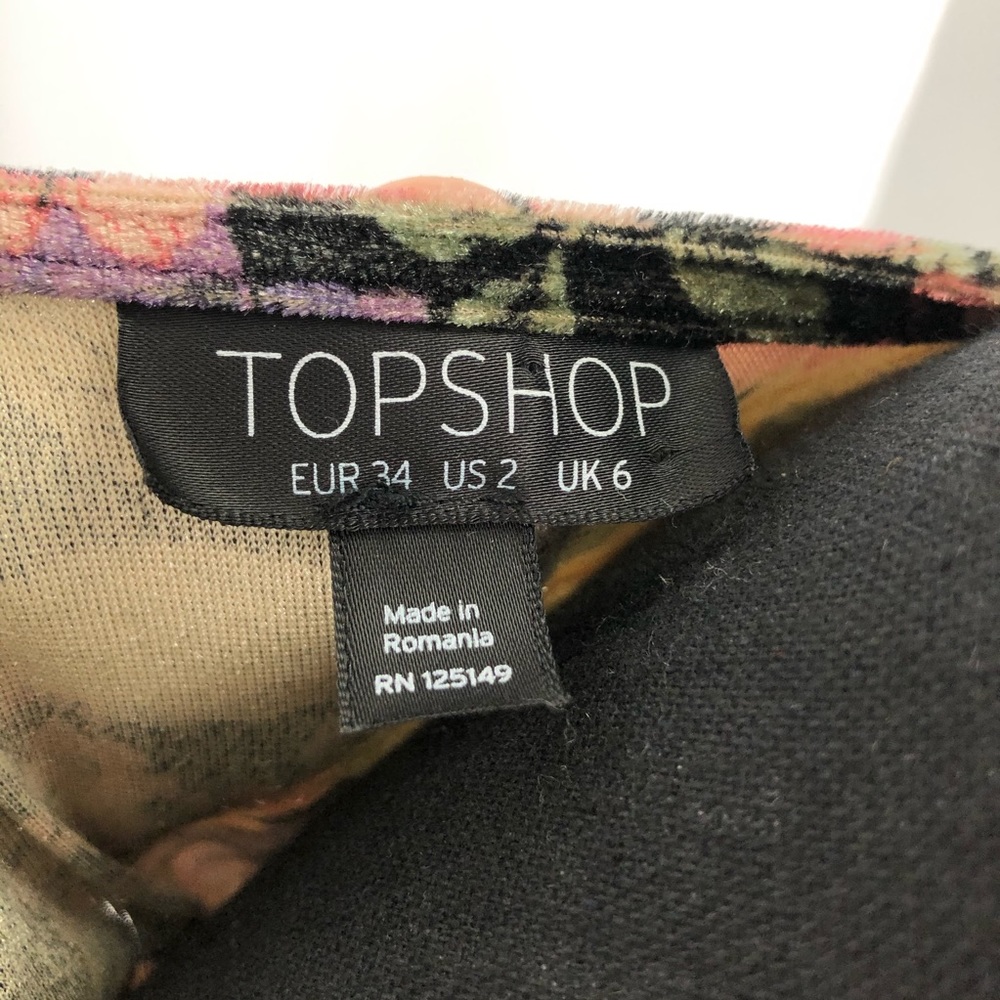 TOPSHOP
EUR 34 US 2 UK 6
Made in
Romania
RN 125149